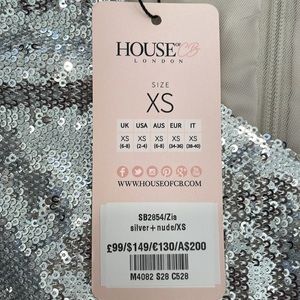 HOUSE OF CB
LONDON
SIZE
XS
UK USA AUS EUR IT
XS XS XS XS XS
(6-8) (2-4) (6-8) (34-36) (38-40)
WWW.HOUSEOFCB.COM
SB2854/Zia
silver+nude/XS
£99/$149/€130/A$200
M4082 S28 C528